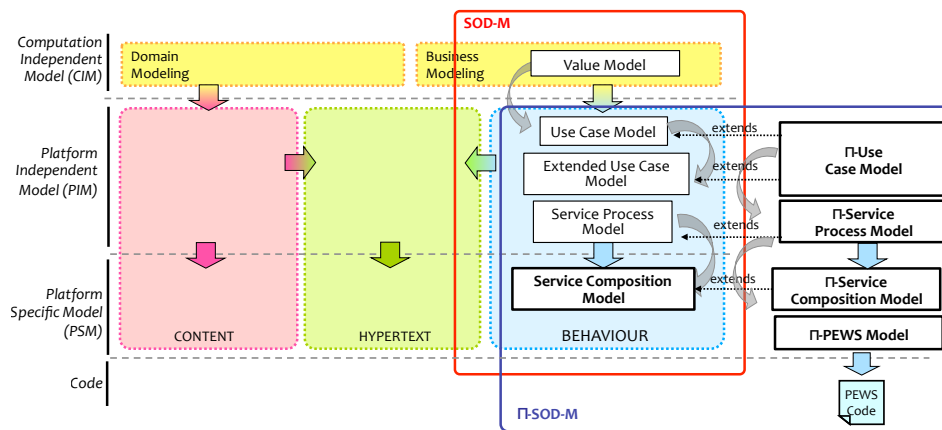 SOD-M
Computation
Independent
Model (CIM)
Domain
Modeling
Business
Modeling
Value Model
Platform
Independent
Model (PIM)
Use Case Model
extends
Π-Use
Case Model
Extended Use Case
Model
extends
Service Process
Model
extends
Π-Service
Process Model
Platform
Specific Model
(PSM)
Service Composition
Model
extends
Π-Service
Composition Model
CONTENT
HYPERTEXT
BEHAVIOUR
Π-PEWS Model
Code
Π-SOD-M
PEWS
Code